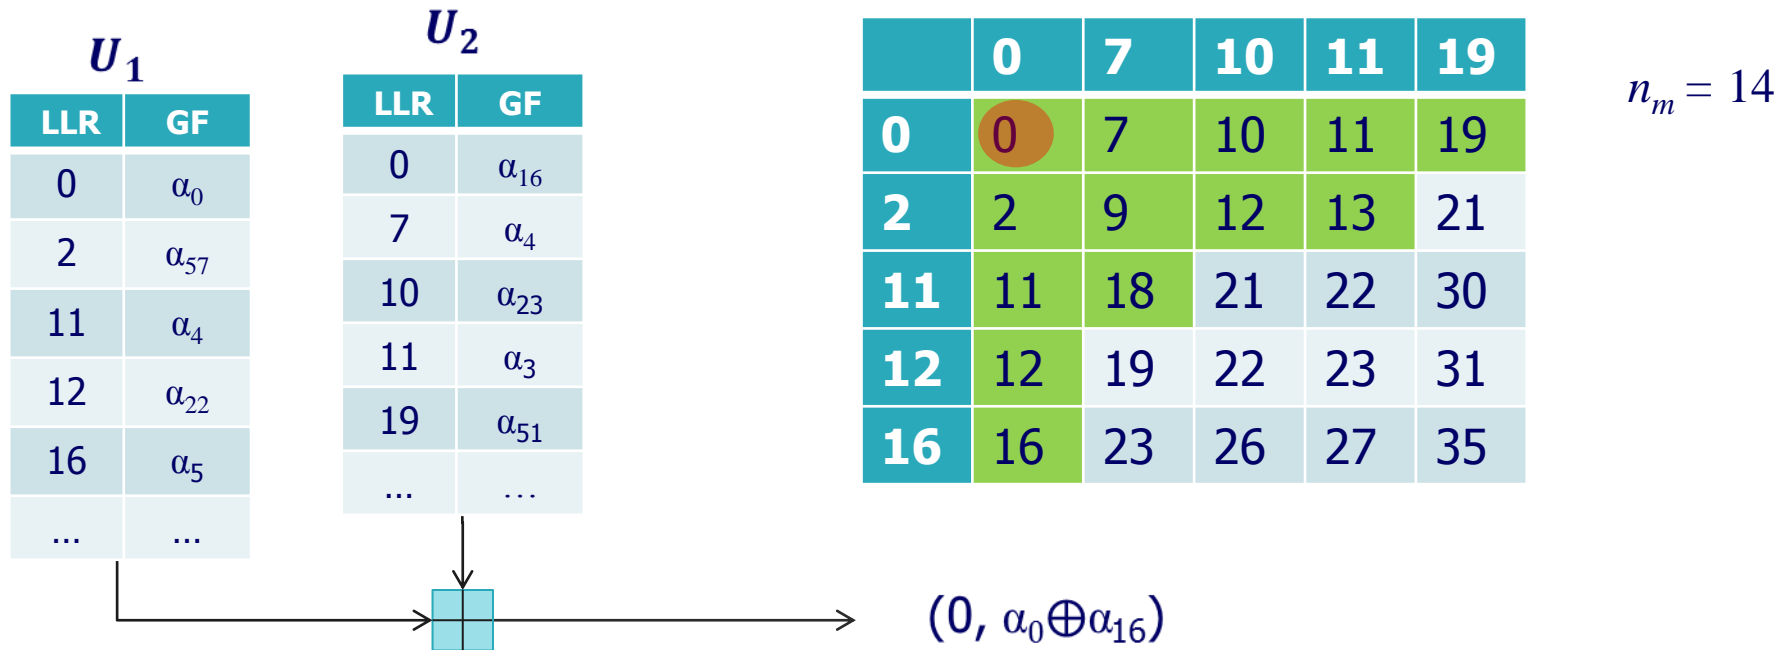 U₁
LLR GF
0 α₀
2 α₅₇
11 α₄
12 α₂₂
16 α₅
... ...
U₂
LLR GF
0 α₁₆
7 α₄
10 α₂₃
11 α₃
19 α₅₁
... ...
0 7 10 11 19
0 0 7 10 11 19
2 2 9 12 13 21
11 11 18 21 22 30
12 12 19 22 23 31
16 16 23 26 27 35
nₘ = 14
(0, α₀⊕α₁₆)